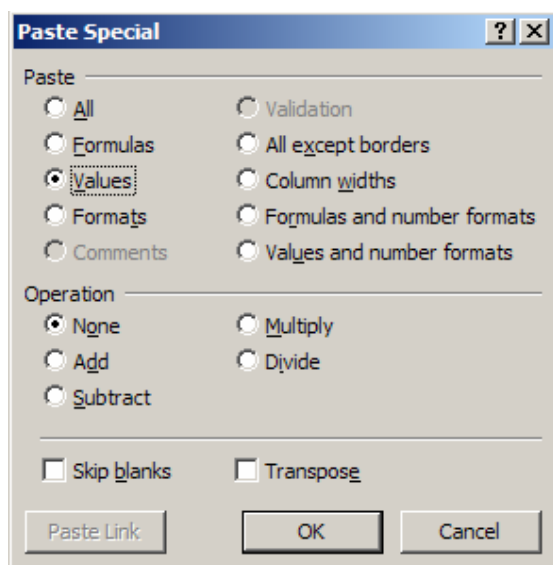 Paste Special
Paste
All
Validation
Formulas
All except borders
Values
Column widths
Formats
Formulas and number formats
Comments
Values and number formats
Operation
None
Multiply
Add
Divide
Subtract
Skip blanks
Transpose
Paste Link
OK
Cancel